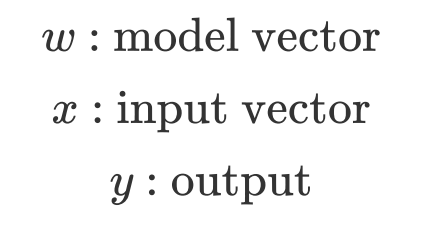 w : model vector
x : input vector
y : output